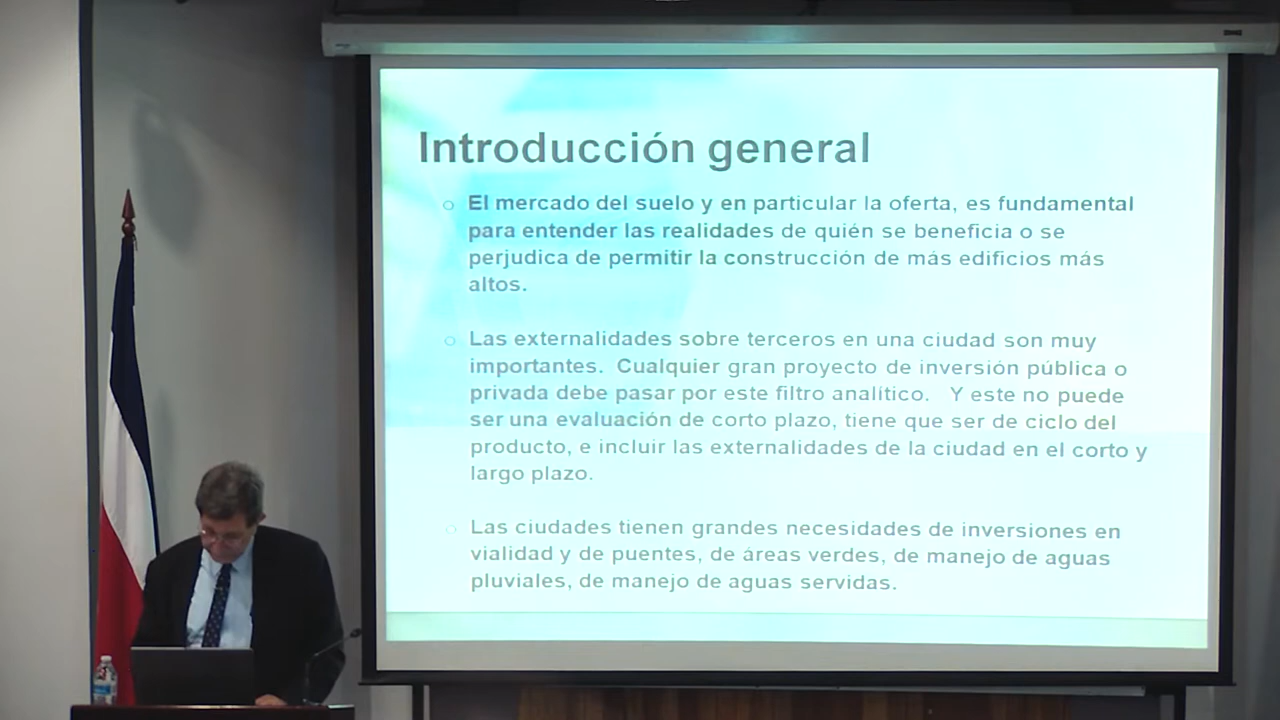 Introducción general
El mercado del suelo y en particular la oferta, es fundamental
para entender las realidades de quién se beneficia o se
perjudica de permitir la construcción de más edificios más
altos.
Las externalidades sobre terceros en una ciudad son muy
importantes. Cualquier gran proyecto de inversión pública o
privada debe pasar por este filtro analítico. Y este no puede
ser una evaluación de corto plazo, tiene que ser de ciclo del
producto, e incluir las externalidades de la ciudad en el corto y
largo plazo.
Las ciudades tienen grandes necesidades de inversiones en
vialidad y de puentes, de áreas verdes, de manejo de aguas
pluviales, de manejo de aguas servidas.